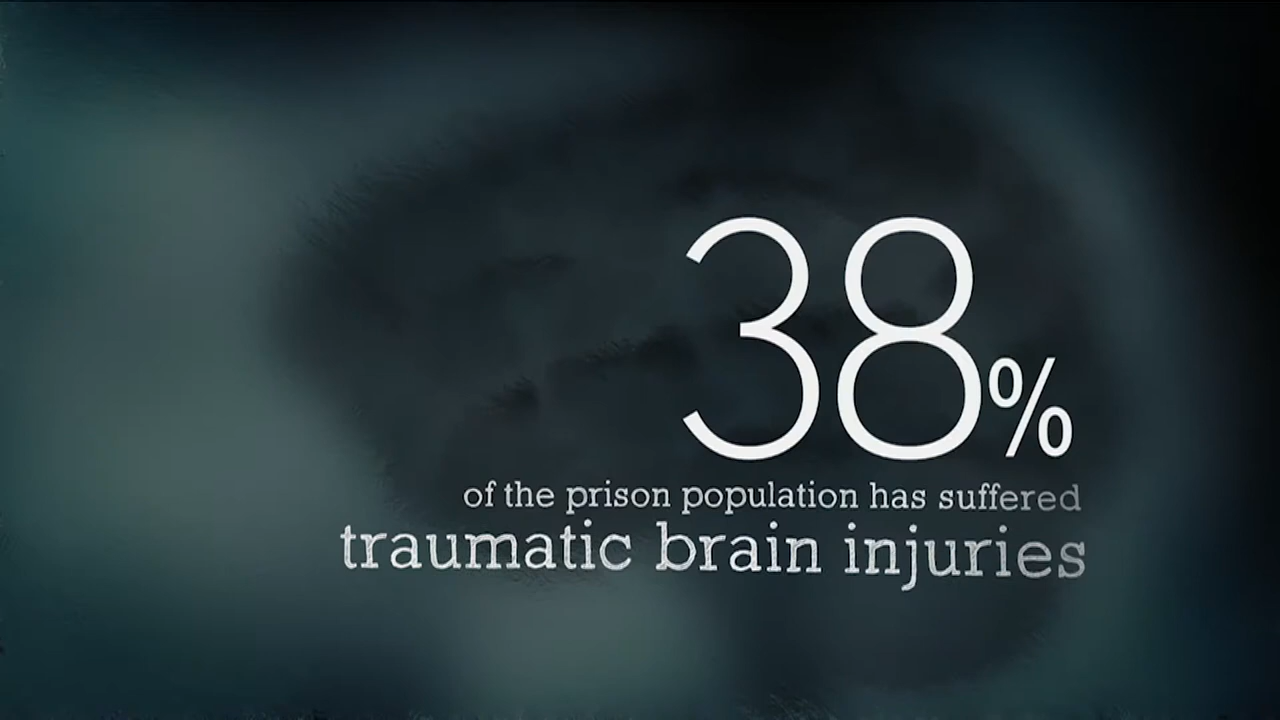 38%
of the prison population has suffered
traumatic brain injuries